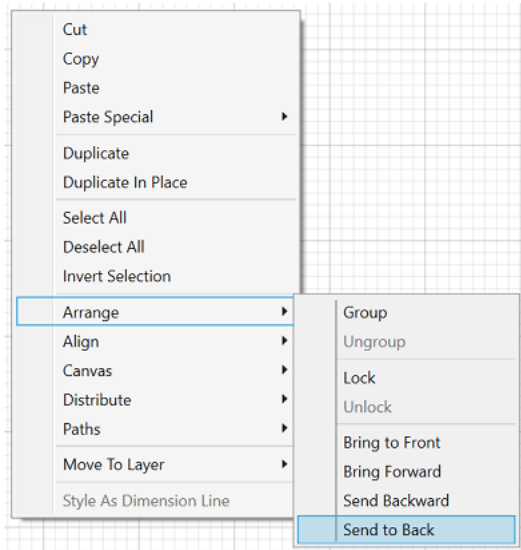 Cut
Copy
Paste
Paste Special
Duplicate
Duplicate In Place
Select All
Deselect All
Invert Selection
Arrange
Align
Canvas
Distribute
Paths
Move To Layer
Style As Dimension Line
Group
Ungroup
Lock
Unlock
Bring to Front
Bring Forward
Send Backward
Send to Back